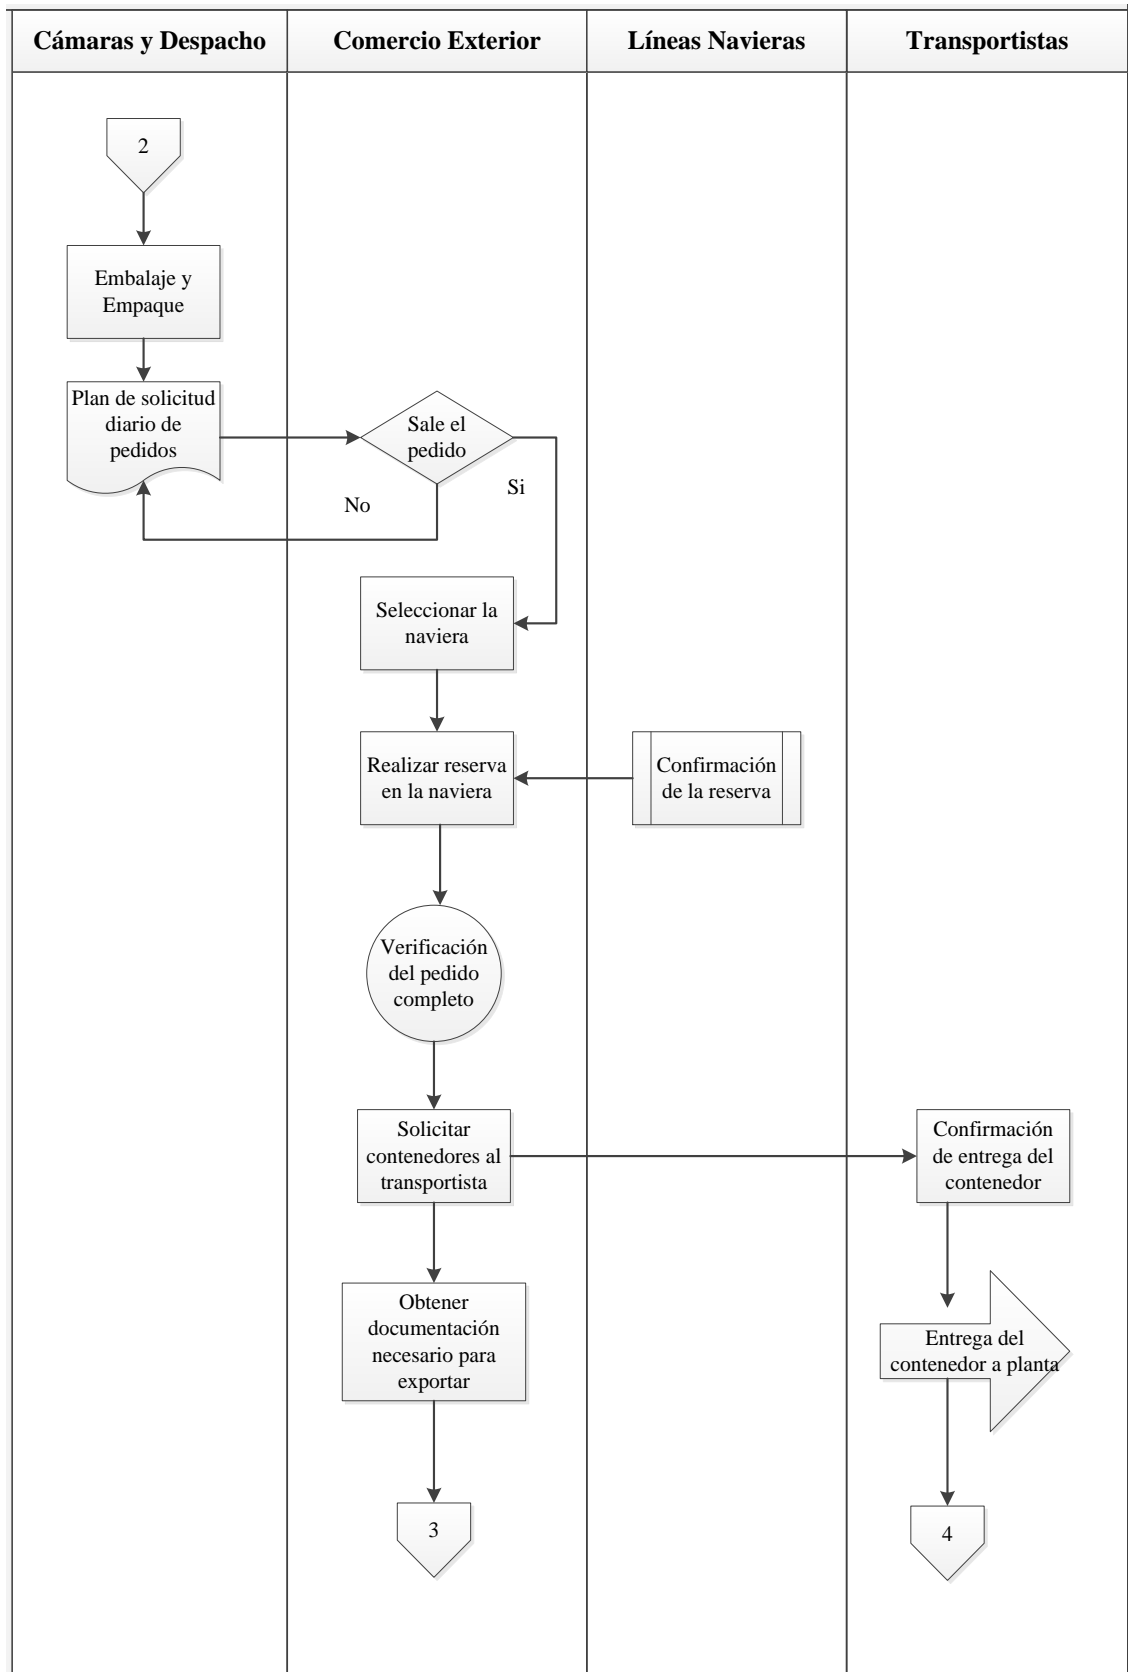 Cámaras y Despacho
Comercio Exterior
Líneas Navieras
Transportistas
2
Embalaje y
Empaque
Plan de solicitud
diario de
pedidos
Sale el
pedido
No
Si
Seleccionar la
naviera
Realizar reserva
en la naviera
Confirmación
de la reserva
Verificación
del pedido
completo
Solicitar
contenedores al
transportista
Confirmación
de entrega del
contenedor
Obtener
documentación
necesario para
exportar
Entrega del
contenedor a planta
3
4